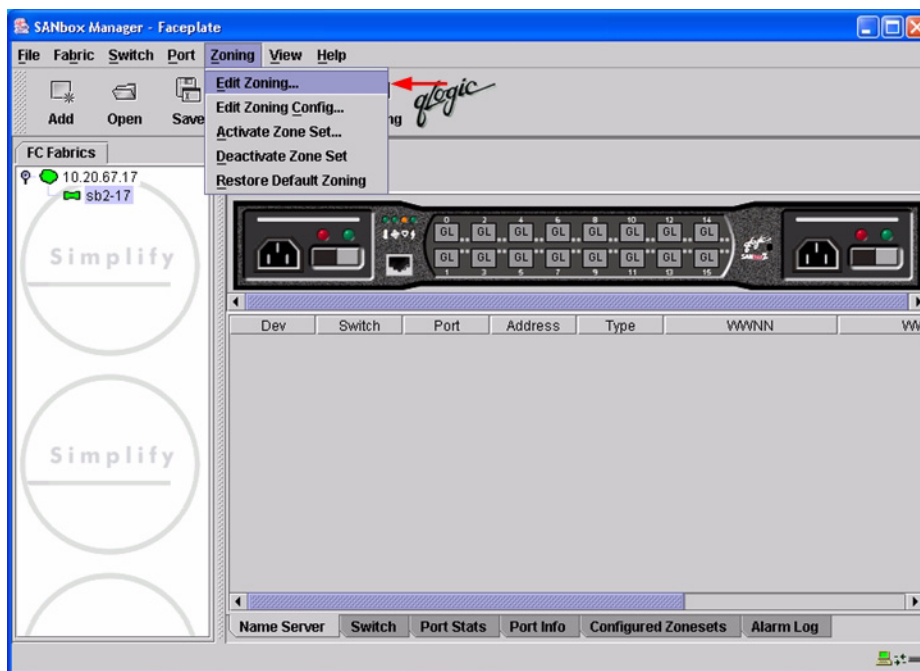 SANbox Manager - Faceplate
File Fabric Switch Port Zoning View Help
Edit Zoning...
Edit Zoning Config...
Activate Zone Set...
Deactivate Zone Set
Restore Default Zoning
Add Open Save ng
qlogic
FC Fabrics
10.20.67.17
sb2-17
Simplify
Simplify
0 2 4 6 8 10 12 14
GL GL GL GL GL GL GL GL
GL GL GL GL GL GL GL GL
1 3 5 7 9 11 13 15
Dev Switch Port Address Type WWNN WW
Name Server Switch Port Stats Port Info Configured Zonesets Alarm Log